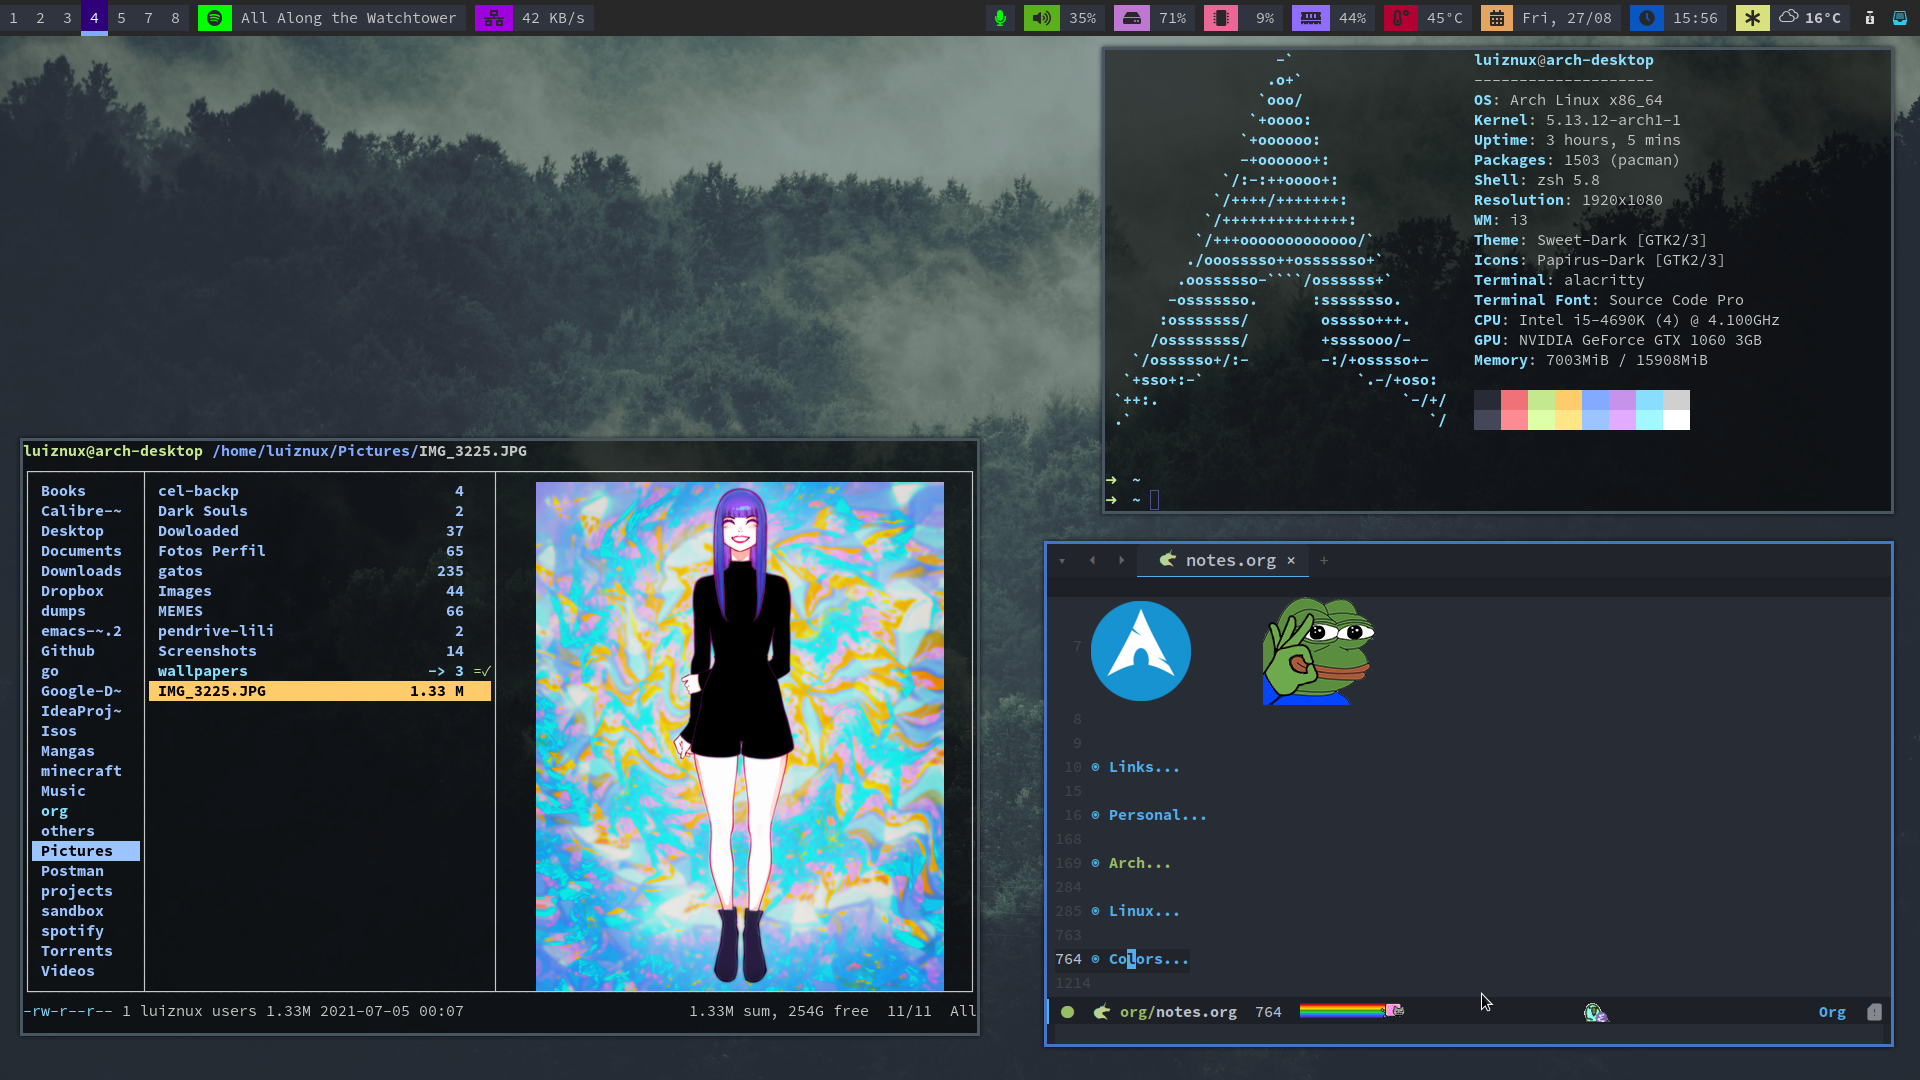 1 2 3 4 5 7 8 All Along the Watchtower 42 KB/s 35% 71% 9% 44% 45°C Fri, 27/08 15:56 16°C
-`
.o+`
`ooo/
`+oooo:
`+oooooo:
-+oooooo+:
`/:-:++oooo+:
`/++++/+++++++:
`/++++++++++++++:
`/+++ooooooooooooo/`
./ooosssso++osssssso+`
.oossssso-````/ossssss+`
-osssssso. :ssssssso.
:osssssss/ osssso+++.
/ossssssss/ +ssssooo/-
`/ossssso+/:- -:/+osssso+-
`+sso+:-` `.-/+oso:
`++:. `-/+/
.` `/
luiznux@arch-desktop
--------------------
OS: Arch Linux x86_64
Kernel: 5.13.12-arch1-1
Uptime: 3 hours, 5 mins
Packages: 1503 (pacman)
Shell: zsh 5.8
Resolution: 1920x1080
WM: i3
Theme: Sweet-Dark [GTK2/3]
Icons: Papirus-Dark [GTK2/3]
Terminal: alacritty
Terminal Font: Source Code Pro
CPU: Intel i5-4690K (4) @ 4.100GHz
GPU: NVIDIA GeForce GTX 1060 3GB
Memory: 7003MiB / 15908MiB
➜ ~
➜ ~
luiznux@arch-desktop /home/luiznux/Pictures/IMG_3225.JPG
Books
Calibre-~
Desktop
Documents
Downloads
Dropbox
dumps
emacs-~.2
Github
go
Google-D~
IdeaProj~
Isos
Mangas
minecraft
Music
org
others
Pictures
Postman
projects
sandbox
spotify
Torrents
Videos
cel-backp 4
Dark Souls 2
Dowloaded 37
Fotos Perfil 65
gatos 235
Images 44
MEMES 66
pendrive-lili 2
Screenshots 14
wallpapers -> 3 =✓
IMG_3225.JPG 1.33 M
-rw-r--r-- 1 luiznux users 1.33M 2021-07-05 00:07 1.33M sum, 254G free 11/11 All
notes.org × +
7
8
9
10 Links...
15
16 Personal...
168
169 Arch...
284
285 Linux...
763
764 Colors...
1214
org/notes.org 764 Org